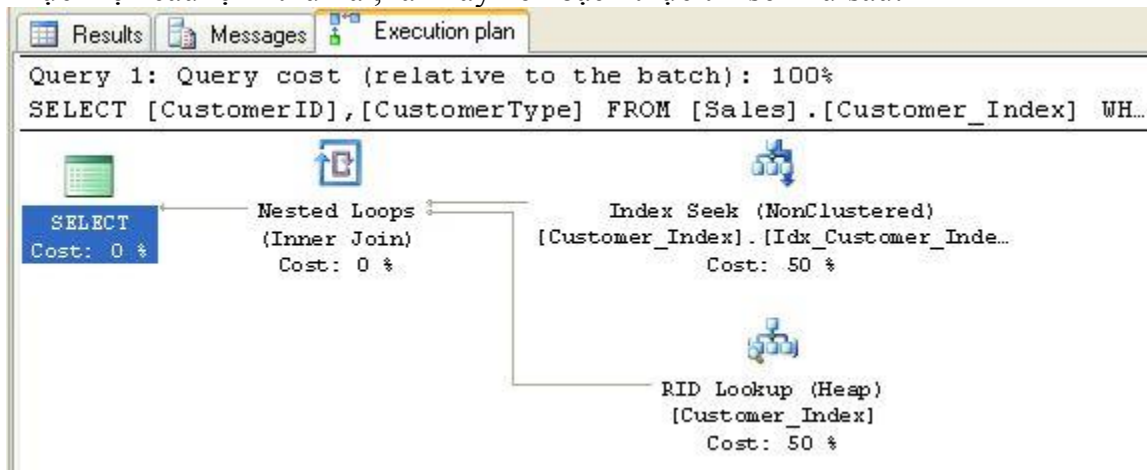 Results Messages Execution plan
Query 1: Query cost (relative to the batch): 100%
SELECT [CustomerID],[CustomerType] FROM [Sales].[Customer_Index] WH…
SELECT
Cost: 0 %
Nested Loops
(Inner Join)
Cost: 0 %
Index Seek (NonClustered)
[Customer_Index].[Idx_Customer_Inde…
Cost: 50 %
RID Lookup (Heap)
[Customer_Index]
Cost: 50 %